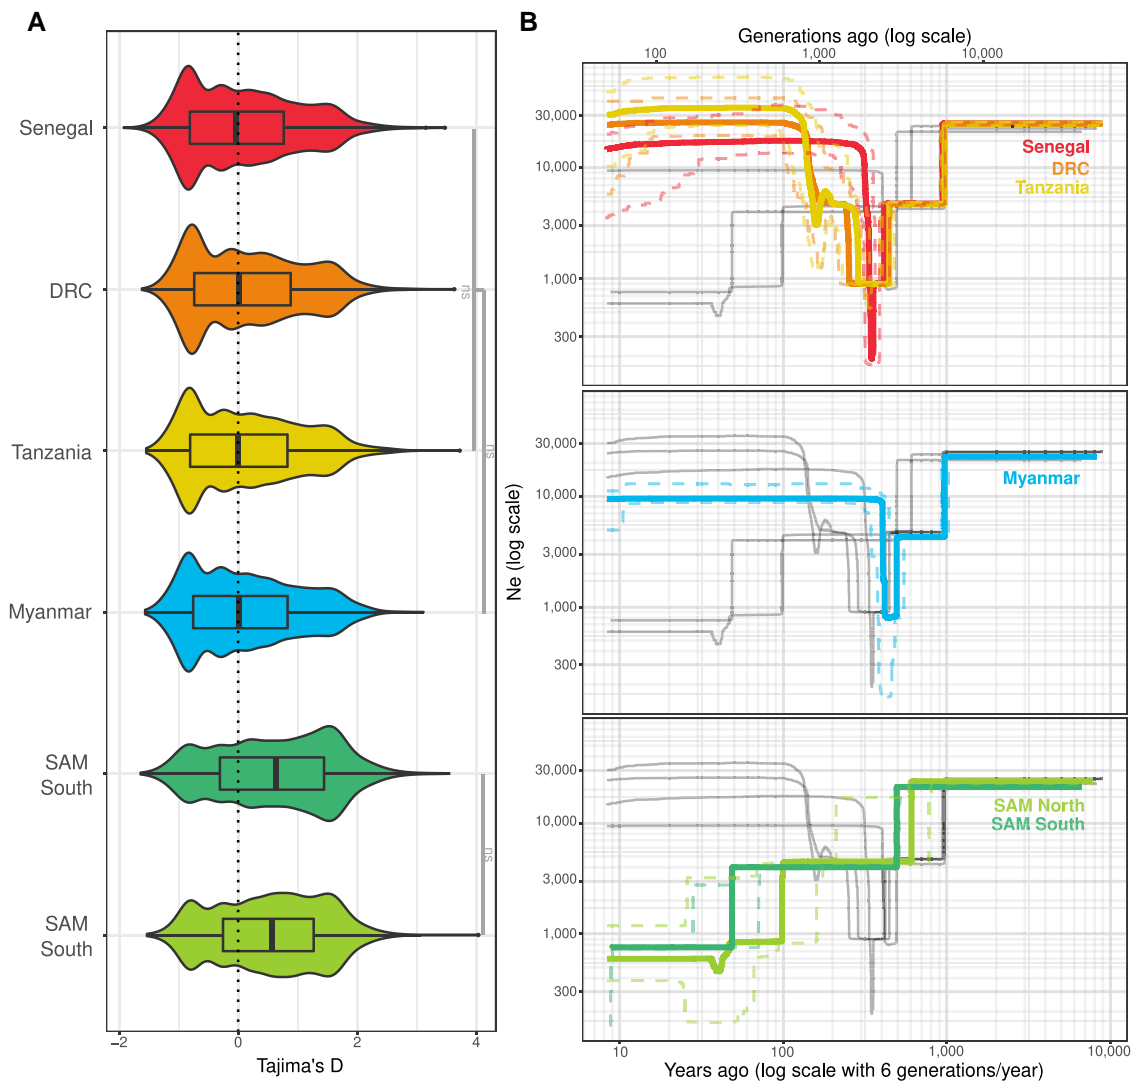 A
Senegal
DRC
Tanzania
Myanmar
SAM
South
SAM
South
ns
ns
ns
−2
0
2
4
Tajima's D
B
Generations ago (log scale)
100
1,000
10,000
30,000
10,000
3,000
1,000
300
Senegal
DRC
Tanzania
Ne (log scale)
30,000
10,000
3,000
1,000
300
Myanmar
30,000
10,000
3,000
1,000
300
SAM North
SAM South
10
100
1,000
10,000
Years ago (log scale with 6 generations/year)